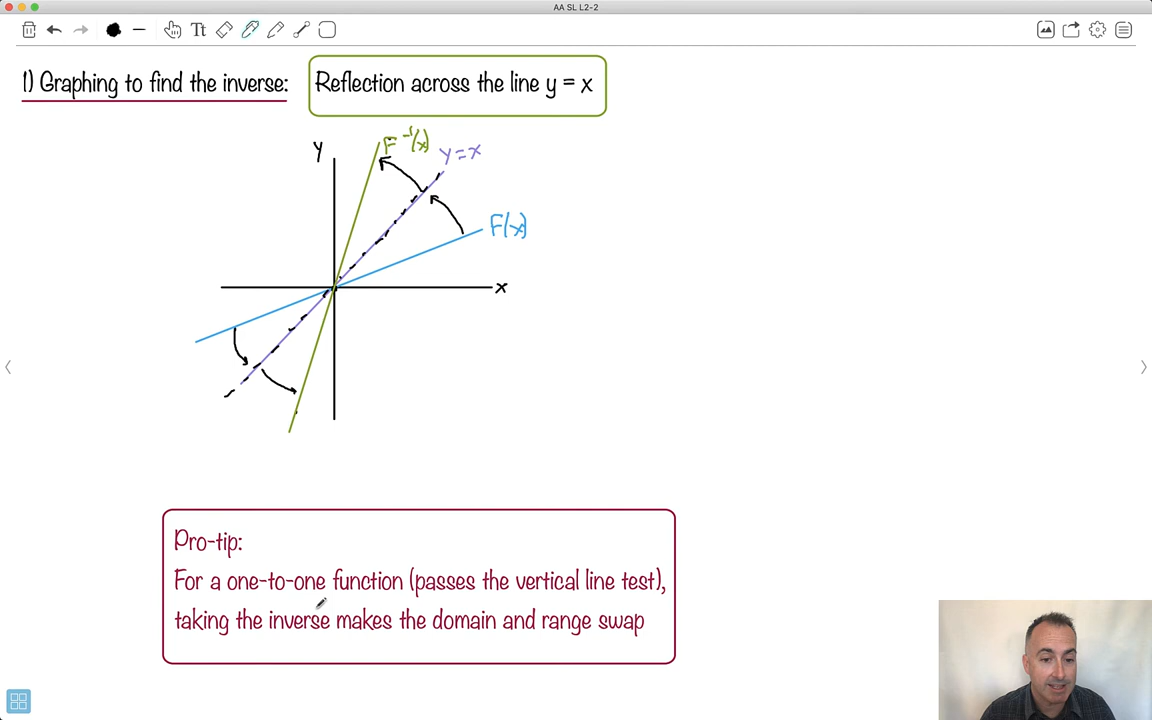 AA SL L2-2
Tt
1) Graphing to find the inverse:
Reflection across the line y = x
y
F⁻¹(x)
y=x
F(x)
x
Pro-tip:
For a one-to-one function (passes the vertical line test),
taking the inverse makes the domain and range swap